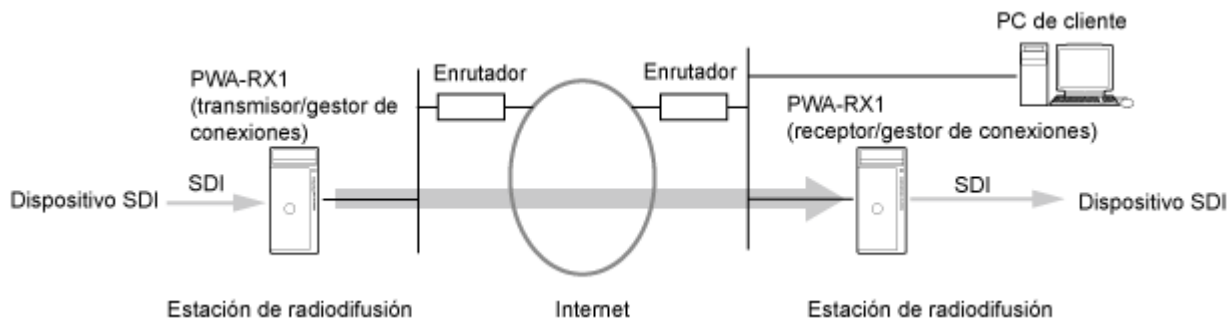 PC de cliente
Enrutador
Enrutador
PWA-RX1
(transmisor/gestor de
conexiones)
PWA-RX1
(receptor/gestor de conexiones)
Dispositivo SDI
SDI
SDI
Dispositivo SDI
Estación de radiodifusión
Internet
Estación de radiodifusión